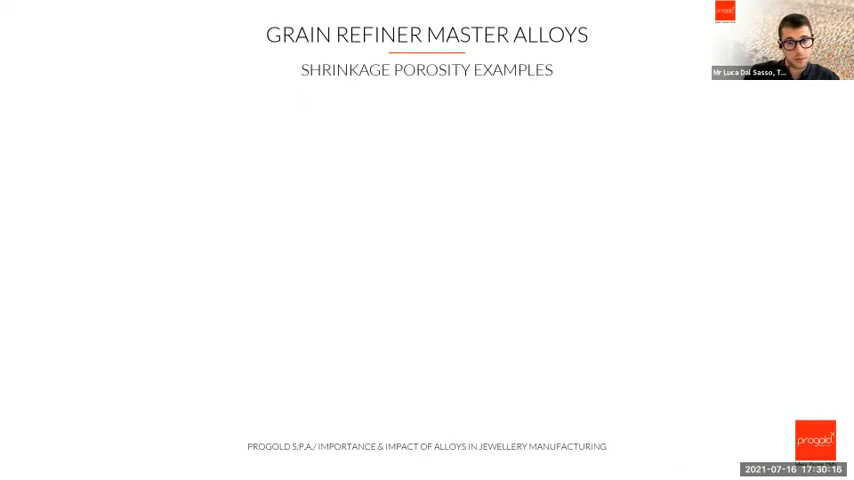 GRAIN REFINER MASTER ALLOYS
SHRINKAGE POROSITY EXAMPLES
progold
Mr Luca Dal Sasso, T...
PROGOLD S.P.A./ IMPORTANCE & IMPACT OF ALLOYS IN JEWELLERY MANUFACTURING
progold
2021-07-16 17:30:16